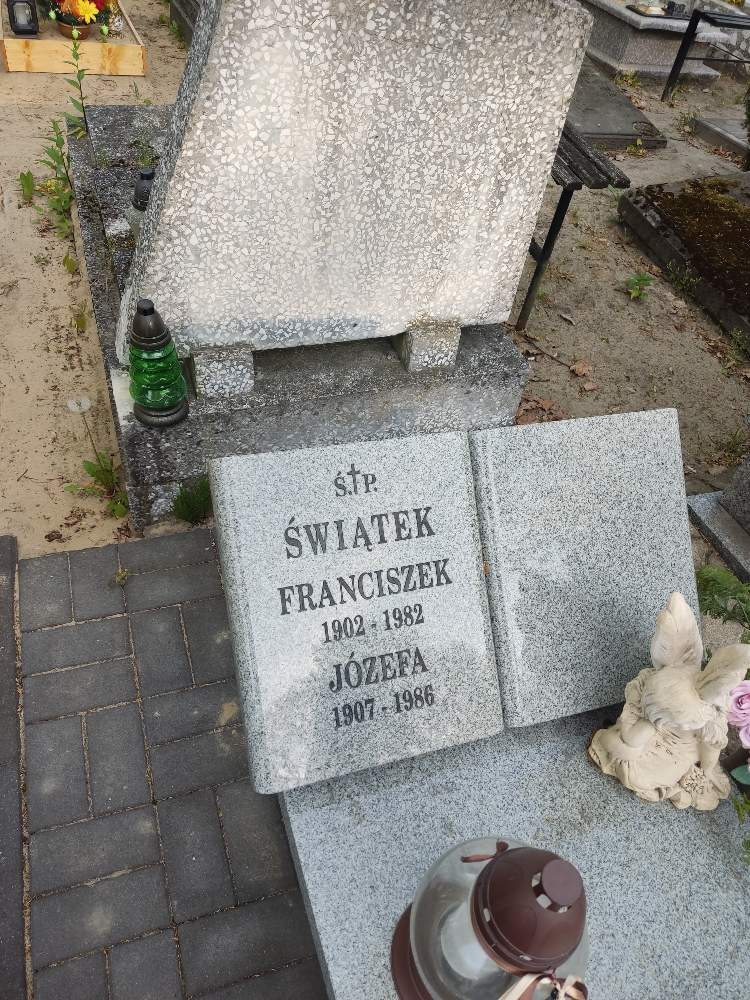 Ś.†P.
ŚWIĄTEK
FRANCISZEK
1902 - 1982
JÓZEFA
1907 - 1986